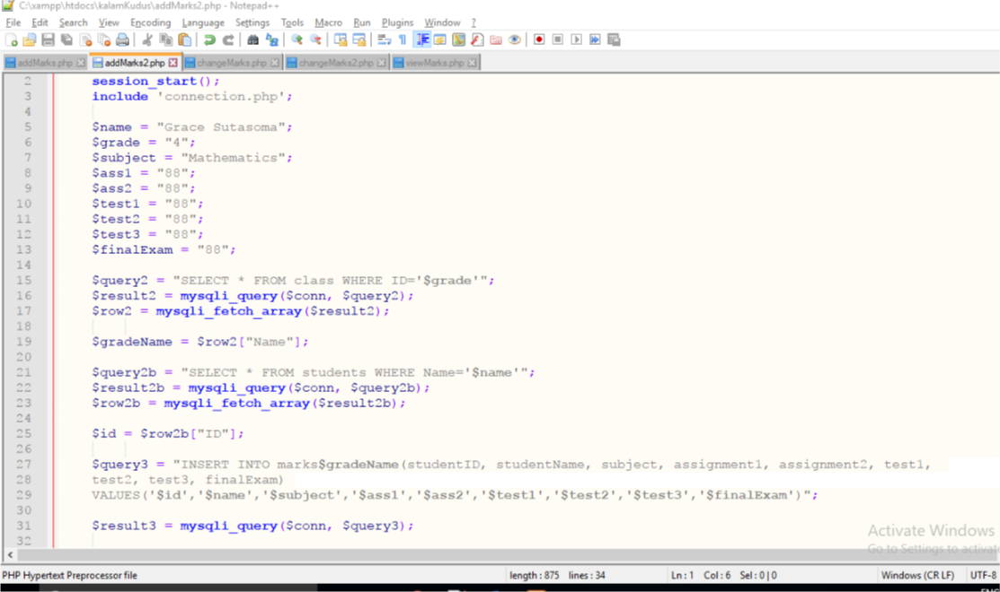 C:\xampp\htdocs\kalamKudus\addMarks2.php - Notepad++
File Edit Search View Encoding Language Settings Tools Macro Run Plugins Window ?
addMarks.php addMarks2.php changeMarks.php changeMarks2.php viewMarks.php
2 session_start();
3 include 'connection.php';
4
5 $name = "Grace Sutasoma";
6 $grade = "4";
7 $subject = "Mathematics";
8 $ass1 = "88";
9 $ass2 = "88";
10 $test1 = "88";
11 $test2 = "88";
12 $test3 = "88";
13 $finalExam = "88";
14
15 $query2 = "SELECT * FROM class WHERE ID='$grade'";
16 $result2 = mysqli_query($conn, $query2);
17 $row2 = mysqli_fetch_array($result2);
18
19 $gradeName = $row2["Name"];
20
21 $query2b = "SELECT * FROM students WHERE Name='$name'";
22 $result2b = mysqli_query($conn, $query2b);
23 $row2b = mysqli_fetch_array($result2b);
24
25 $id = $row2b["ID"];
26
27 $query3 = "INSERT INTO marks$gradeName(studentID, studentName, subject, assignment1, assignment2, test1,
28 test2, test3, finalExam)
29 VALUES('$id','$name','$subject','$ass1','$ass2','$test1','$test2','$test3','$finalExam')";
30
31 $result3 = mysqli_query($conn, $query3);
32
Activate Windows
Go to Settings to activat
PHP Hypertext Preprocessor file length : 875 lines : 34 Ln : 1 Col : 6 Sel : 0 | 0 Windows (CR LF) UTF-8